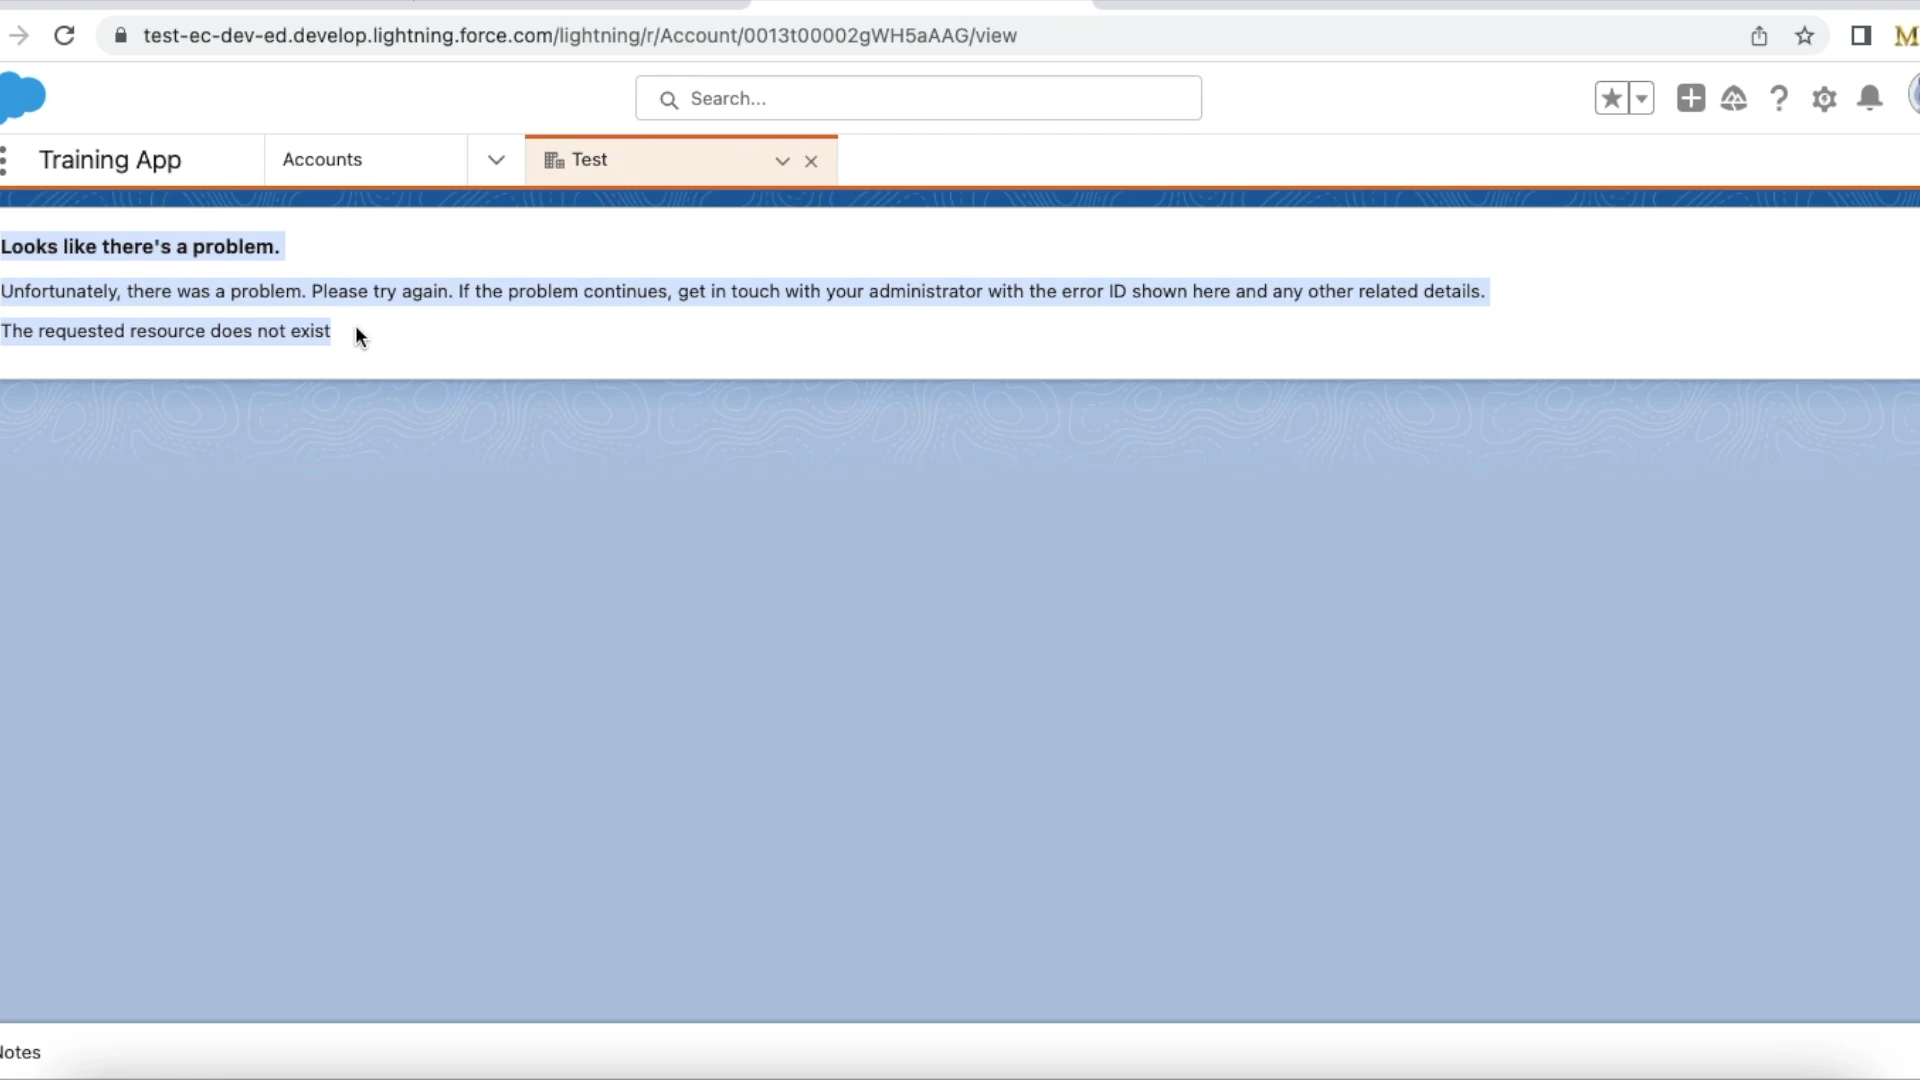 test-ec-dev-ed.develop.lightning.force.com/lightning/r/Account/0013t00002gWH5aAAG/view
M
Search...
Training App
Accounts
Test
Looks like there's a problem.
Unfortunately, there was a problem. Please try again. If the problem continues, get in touch with your administrator with the error ID shown here and any other related details.
The requested resource does not exist
Notes